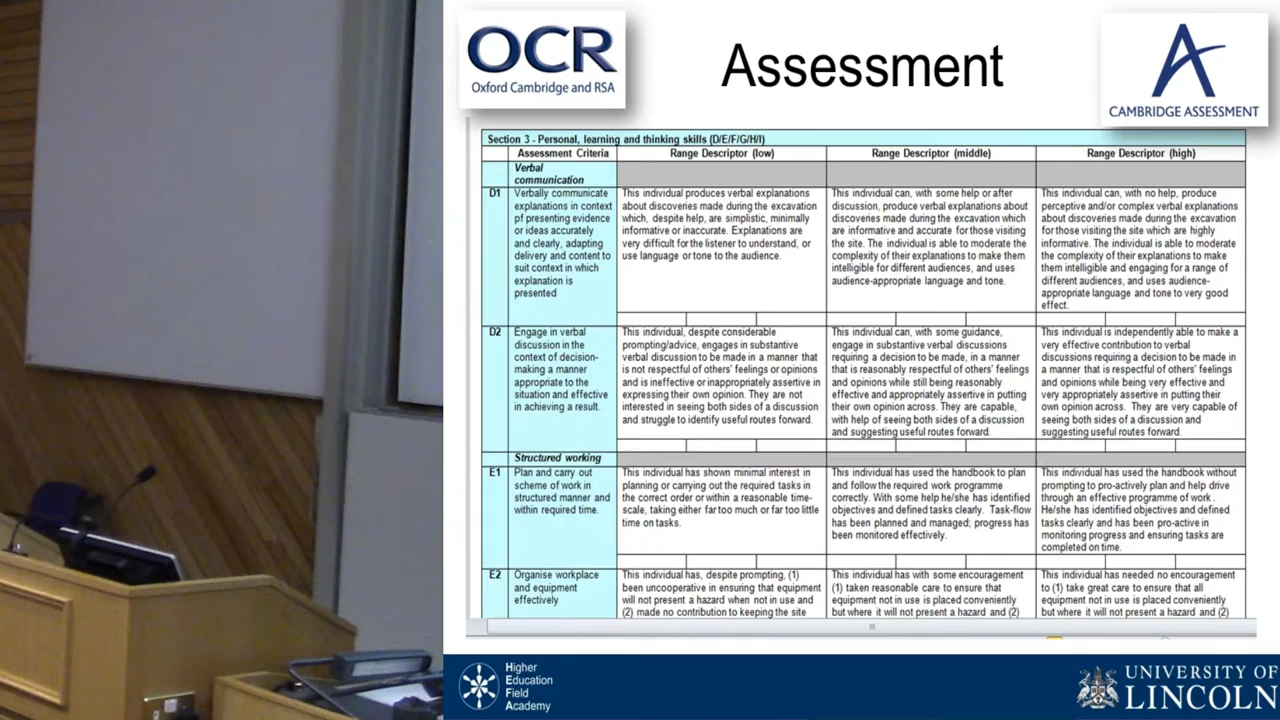 OCR
Oxford Cambridge and RSA
Assessment
CAMBRIDGE ASSESSMENT
Section 3 - Personal, learning and thinking skills (D/E/F/G/H/I)
Assessment Criteria
Range Descriptor (low)
Range Descriptor (middle)
Range Descriptor (high)
Verbal
communication
D1
Verbally communicate
explanations in context
pf presenting evidence
or ideas accurately
and clearly, adapting
delivery and content to
suit context in which
explanation is
presented
This individual produces verbal explanations
about discoveries made during the excavation
which, despite help, are simplistic, minimally
informative or inaccurate. Explanations are
very difficult for the listener to understand, or
use language or tone to the audience.
This individual can, with some help or after
discussion, produce verbal explanations about
discoveries made during the excavation which
are informative and accurate for those visiting
the site. The individual is able to moderate the
complexity of their explanations to make them
intelligible for different audiences, and uses
audience-appropriate language and tone.
This individual can, with no help, produce
perceptive and/or complex verbal explanations
about discoveries made during the excavation
for those visiting the site which are highly
informative. The individual is able to moderate
the complexity of their explanations to make
them intelligible and engaging for a range of
different audiences, and uses audience-
appropriate language and tone to very good
effect.
D2
Engage in verbal
discussion in the
context of decision-
making a manner
appropriate to the
situation and effective
in achieving a result.
This individual, despite considerable
prompting/advice, engages in substantive
verbal discussion to be made in a manner that
is not respectful of others' feelings or opinions
and is ineffective or inappropriately assertive in
expressing their own opinion. They are not
interested in seeing both sides of a discussion
and struggle to identify useful routes forward.
This individual can, with some guidance,
engage in substantive verbal discussions
requiring a decision to be made, in a manner
that is reasonably respectful of others' feelings
and opinions while still being reasonably
effective and appropriately assertive in putting
their own opinion across. They are capable,
with help of seeing both sides of a discussion
and suggesting useful routes forward.
This individual is independently able to make a
very effective contribution to verbal
discussions requiring a decision to be made in
a manner that is respectful of others' feelings
and opinions while being very effective and
very appropriately assertive in putting their
own opinion across. They are very capable of
seeing both sides of a discussion and
suggesting useful routes forward.
Structured working
E1
Plan and carry out
scheme of work in
structured manner and
within required time.
This individual has shown minimal interest in
planning or carrying out the required tasks in
the correct order or within a reasonable time-
scale, taking either far too much or far too little
time on tasks.
This individual has used the handbook to plan
and follow the required work programme
correctly. With some help he/she has identified
objectives and defined tasks clearly. Task-flow
has been planned and managed; progress has
been monitored effectively.
This individual has used the handbook without
prompting to pro-actively plan and help drive
through an effective programme of work .
He/she has identified objectives and defined
tasks clearly and has been pro-active in
monitoring progress and ensuring tasks are
completed on time.
E2
Organise workplace
and equipment
effectively
This individual has, despite prompting, (1)
been uncooperative in ensuring that equipment
will not present a hazard when not in use and
(2) made no contribution to keeping the site
This individual has with some encouragement
(1) taken reasonable care to ensure that
equipment not in use is placed conveniently
but where it will not present a hazard and (2)
This individual has needed no encouragement
to (1) take great care to ensure that all
equipment not in use is placed conveniently
but where it will not present a hazard and (2)
Higher
Education
Field
Academy
UNIVERSITY OF
LINCOLN